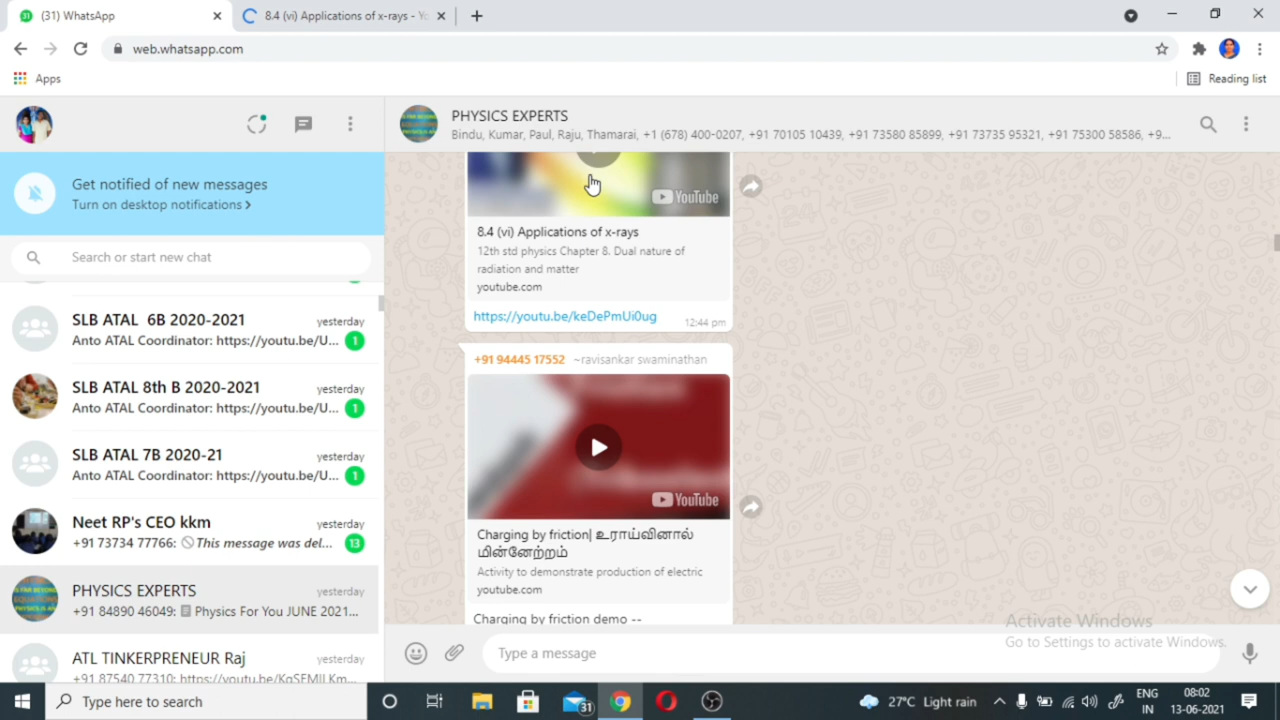 (31) WhatsApp
8.4 (vi) Applications of x-rays - Yo
web.whatsapp.com
Apps
Reading list
PHYSICS EXPERTS
Bindu, Kumar, Paul, Raju, Thamarai, +1 (678) 400-0207, +91 70105 10439, +91 73580 85899, +91 73735 95321, +91 75300 58586, +9...
Get notified of new messages
Turn on desktop notifications >
Search or start new chat
SLB ATAL 6B 2020-2021
yesterday
Anto ATAL Coordinator: https://youtu.be/U...
1
SLB ATAL 8th B 2020-2021
yesterday
Anto ATAL Coordinator: https://youtu.be/U...
1
SLB ATAL 7B 2020-21
yesterday
Anto ATAL Coordinator: https://youtu.be/U...
1
Neet RP's CEO kkm
yesterday
+91 73734 77766: This message was del...
13
PHYSICS EXPERTS
yesterday
+91 84890 46049: Physics For You JUNE 2021...
ATL TINKERPRENEUR Raj
yesterday
+91 87540 77310: https://youtu.be/KqSEMILKm...
YouTube
8.4 (vi) Applications of x-rays
12th std physics Chapter 8. Dual nature of
radiation and matter
youtube.com
https://youtu.be/keDePmUi0ug
12:44 pm
+91 94445 17552 ~ravisankar swaminathan
YouTube
Charging by friction| உராய்வினால்
மின்னேற்றம்
Activity to demonstrate production of electric
youtube.com
Charging by friction demo --
Activate Windows
Go to Settings to activate Windows.
Type a message
Type here to search
31
27°C Light rain
ENG
IN
08:02
13-06-2021